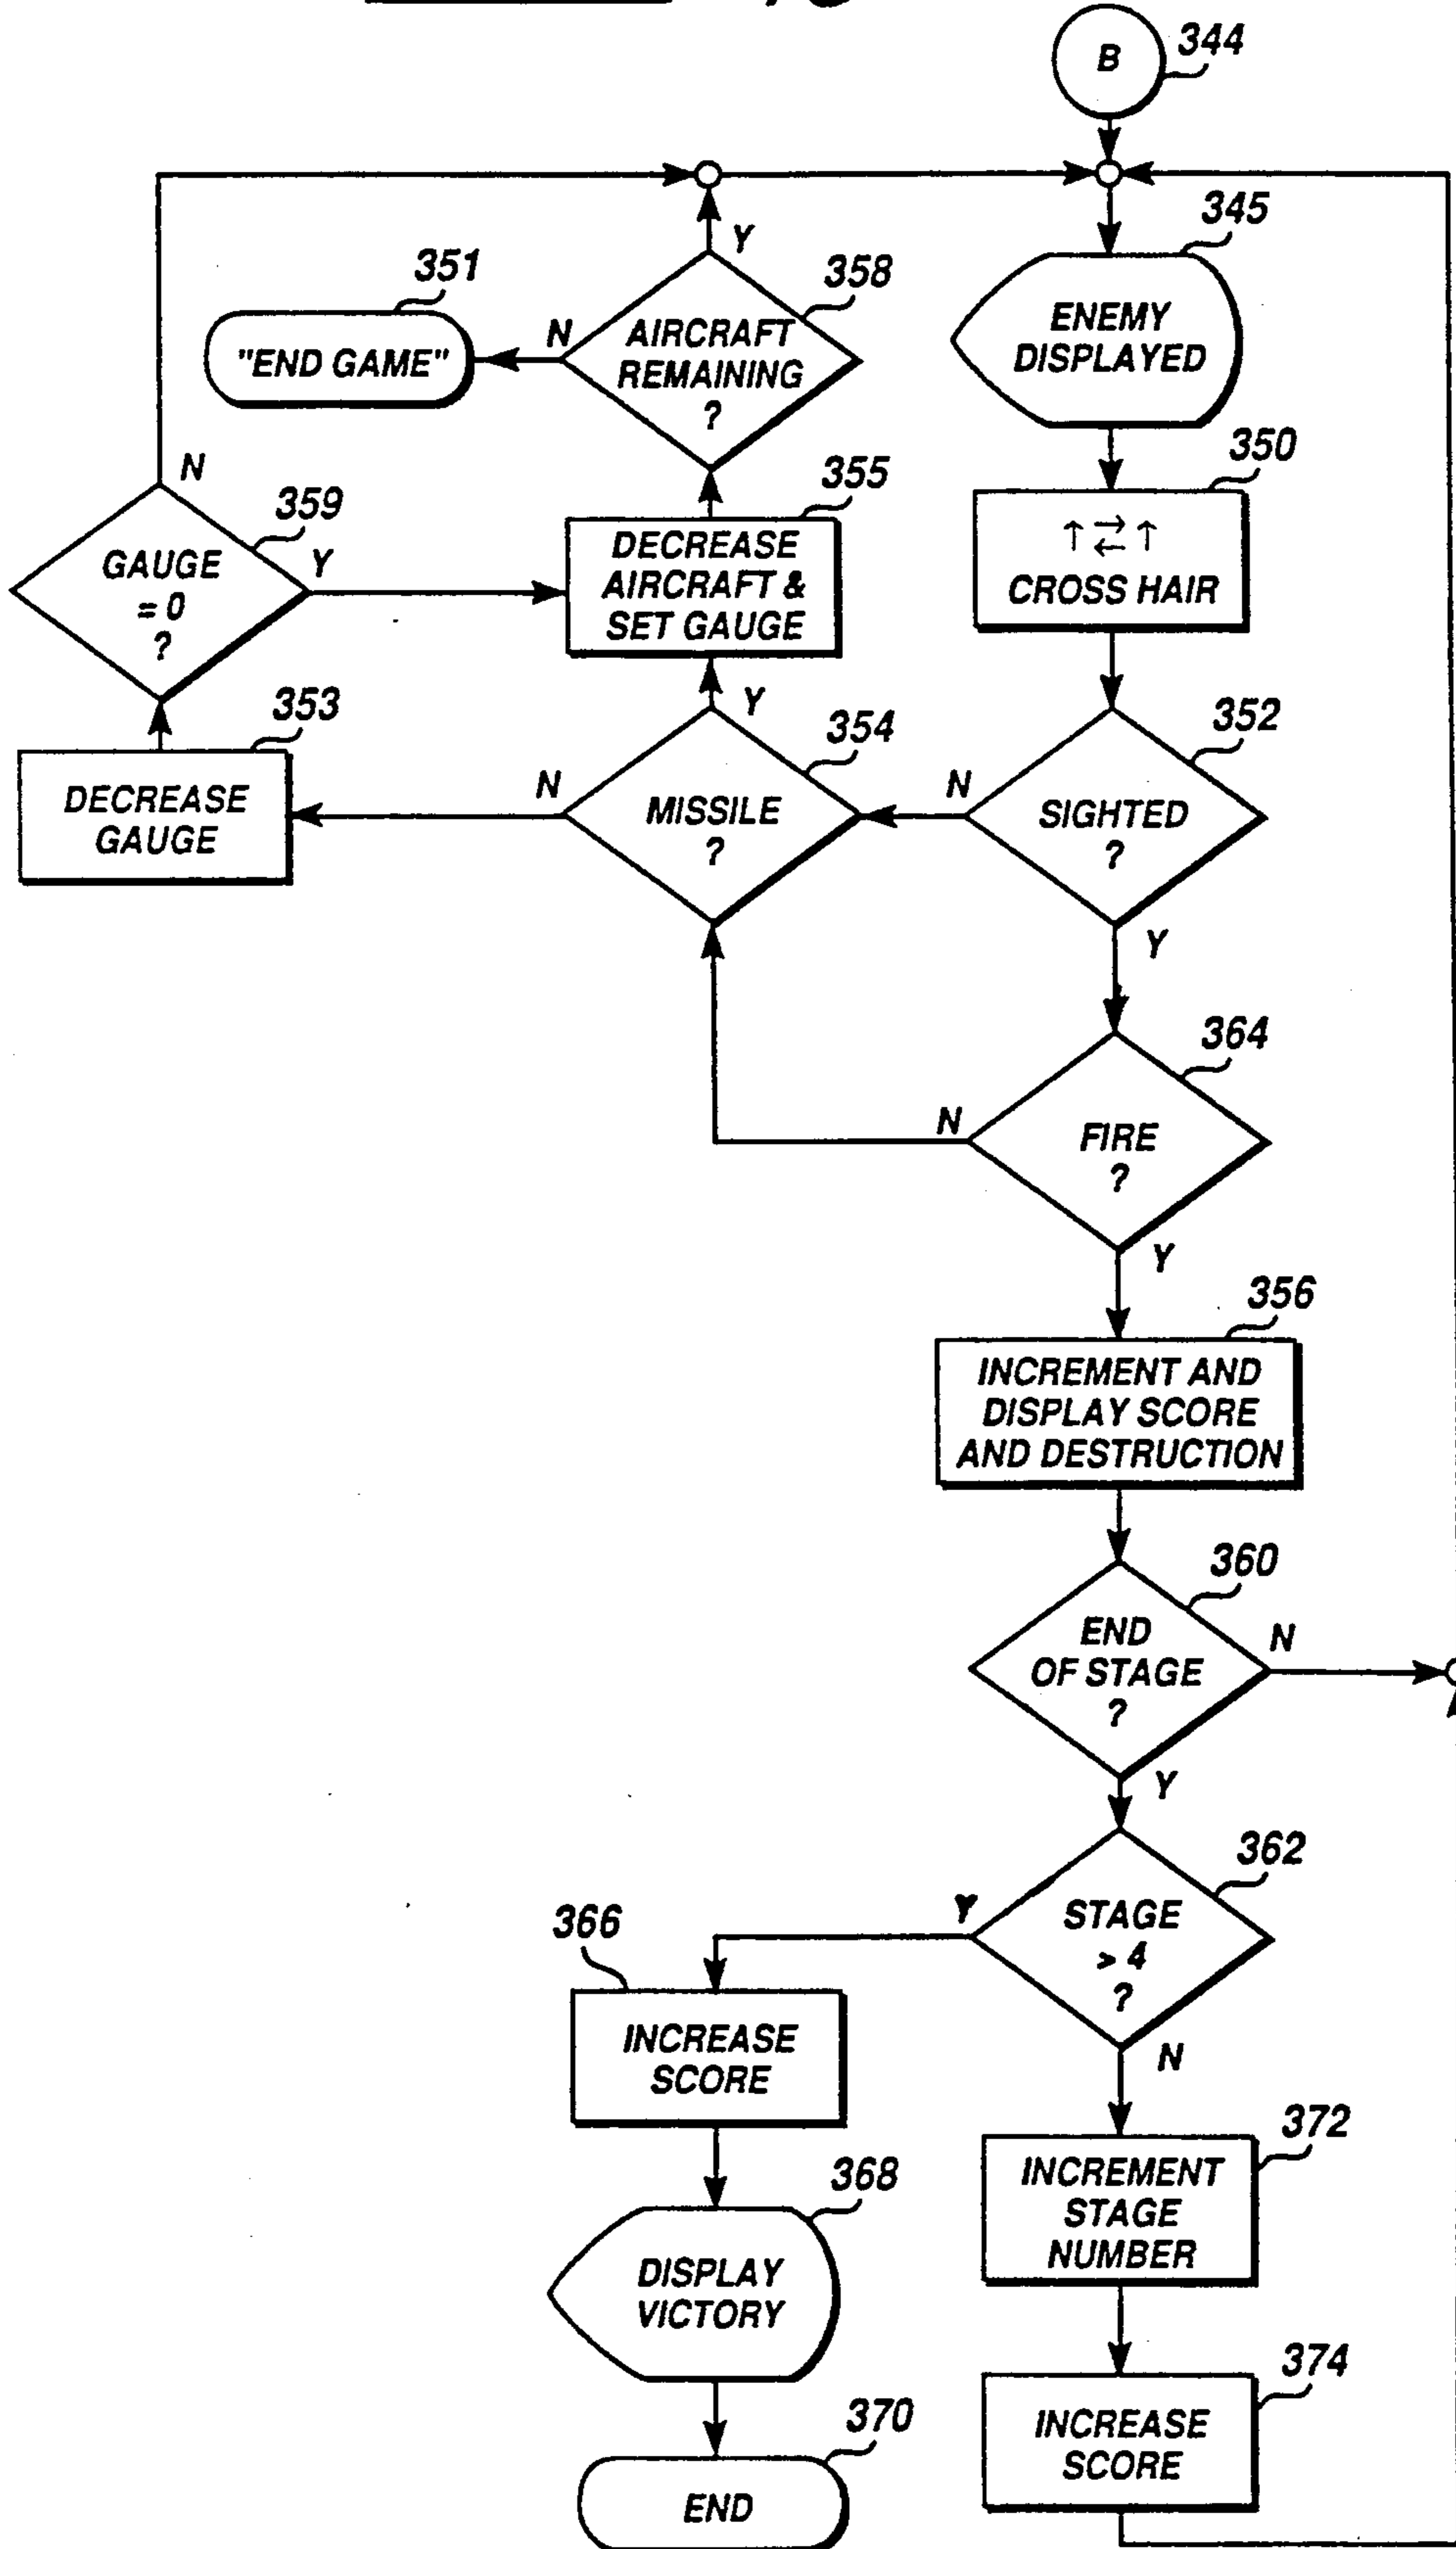 B
344
345
ENEMY
DISPLAYED
350
↑ ⇄ ↑
CROSS HAIR
352
SIGHTED
?
N
Y
354
MISSILE
?
N
Y
353
DECREASE
GAUGE
359
GAUGE
= 0
?
N
Y
355
DECREASE
AIRCRAFT &
SET GAUGE
358
AIRCRAFT
REMAINING
?
Y
N
351
"END GAME"
364
FIRE
?
N
Y
356
INCREMENT AND
DISPLAY SCORE
AND DESTRUCTION
360
END
OF STAGE
?
N
Y
362
STAGE
> 4
?
Y
N
366
INCREASE
SCORE
368
DISPLAY
VICTORY
370
END
372
INCREMENT
STAGE
NUMBER
374
INCREASE
SCORE